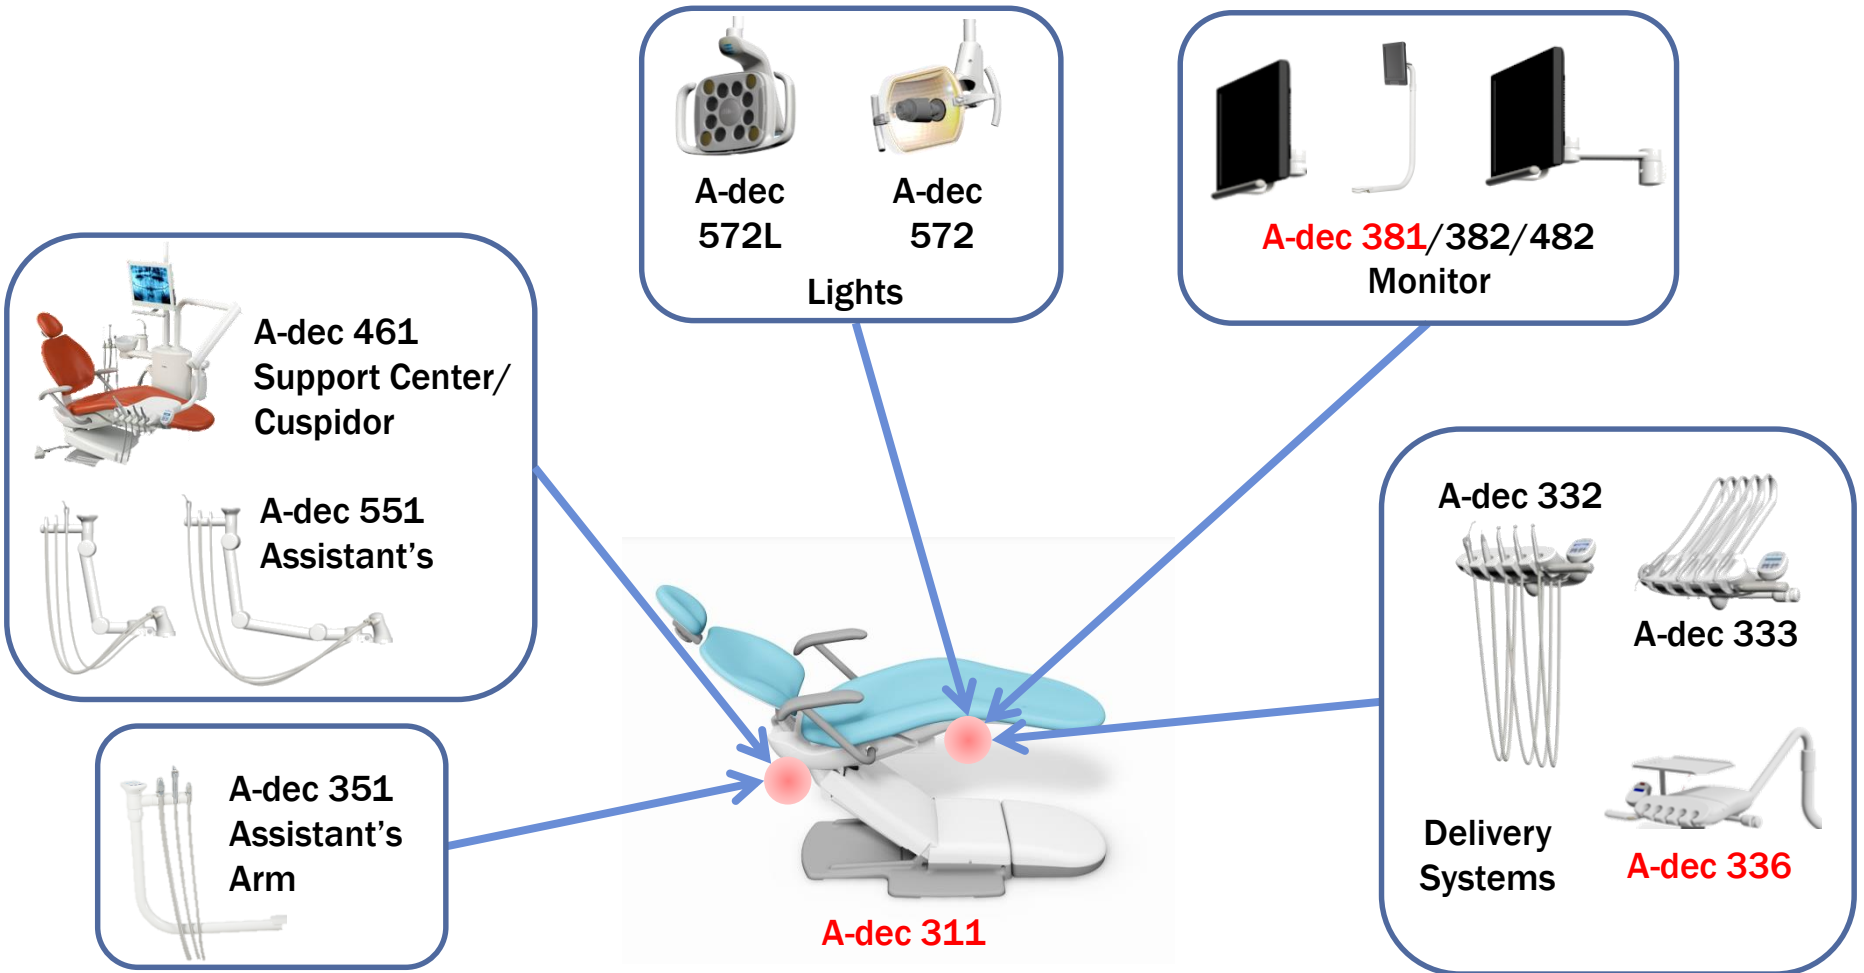 A-dec
572L
A-dec
572
Lights
A-dec 381/382/482
Monitor
A-dec 461
Support Center/
Cuspidor
A-dec 551
Assistant's
A-dec 351
Assistant's
Arm
A-dec 311
A-dec 332
A-dec 333
Delivery
Systems
A-dec 336